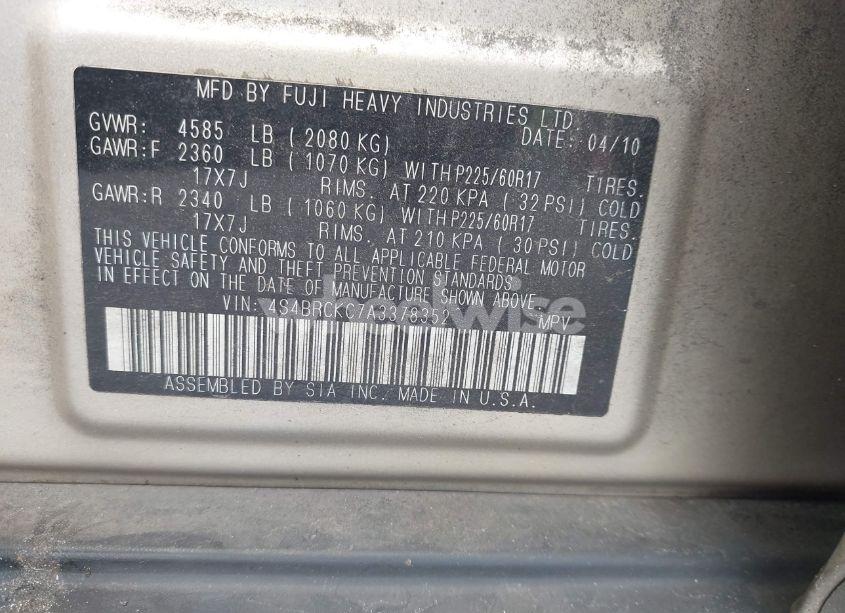 MFD BY FUJI HEAVY INDUSTRIES LTD
GVWR: 4585 LB ( 2080 KG) DATE: 04/10
GAWR:F 2360 LB ( 1070 KG) WITHP225/60R17 TIRES.
17X7J RIMS. AT 220 KPA ( 32 PSI) COLD
GAWR:R 2340 LB ( 1060 KG) WITHP225/60R17 TIRES.
17X7J RIMS. AT 210 KPA ( 30 PSI) COLD
THIS VEHICLE CONFORMS TO ALL APPLICABLE FEDERAL MOTOR
VEHICLE SAFETY AND THEFT PREVENTION STANDARDS
IN EFFECT ON THE DATE OF MANUFACTURE SHOWN ABOVE.
VIN: 4S4BRCKC7A3378352 MPV
ASSEMBLED BY SIA INC. MADE IN U.S.A.